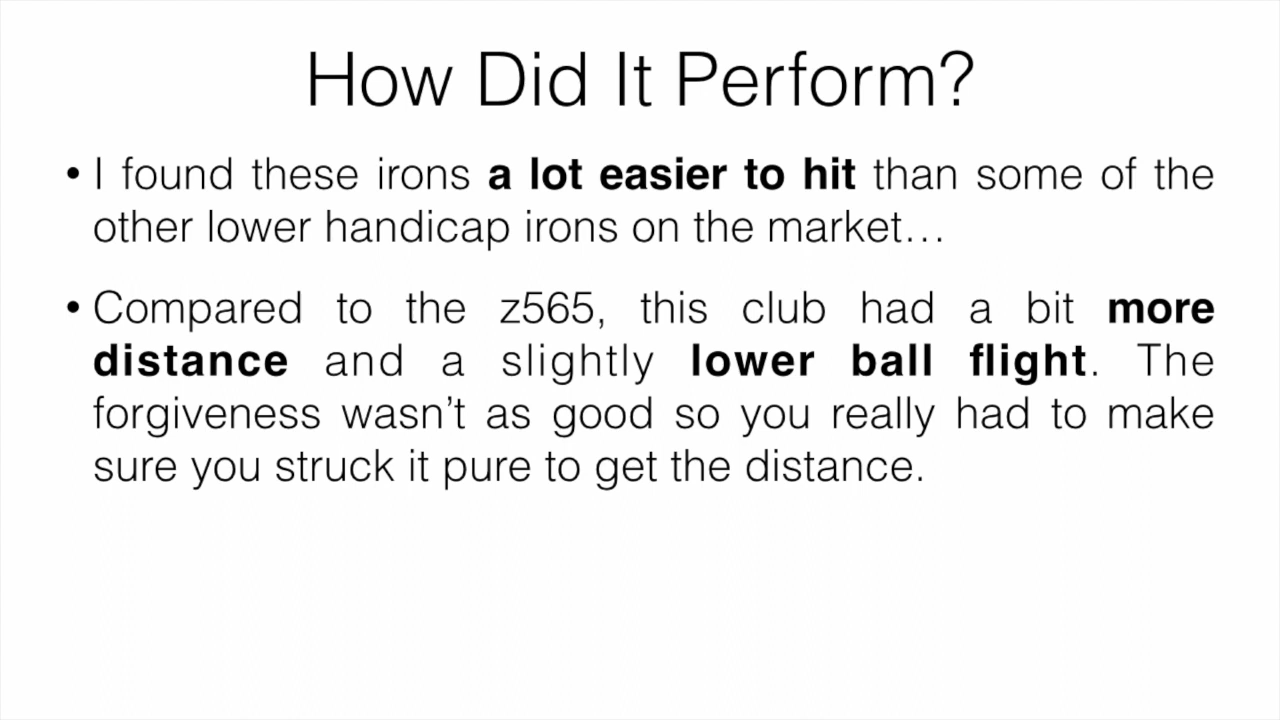 How Did It Perform?
• I found these irons a lot easier to hit than some of the
other lower handicap irons on the market…
• Compared to the z565, this club had a bit more
distance and a slightly lower ball flight. The
forgiveness wasn’t as good so you really had to make
sure you struck it pure to get the distance.